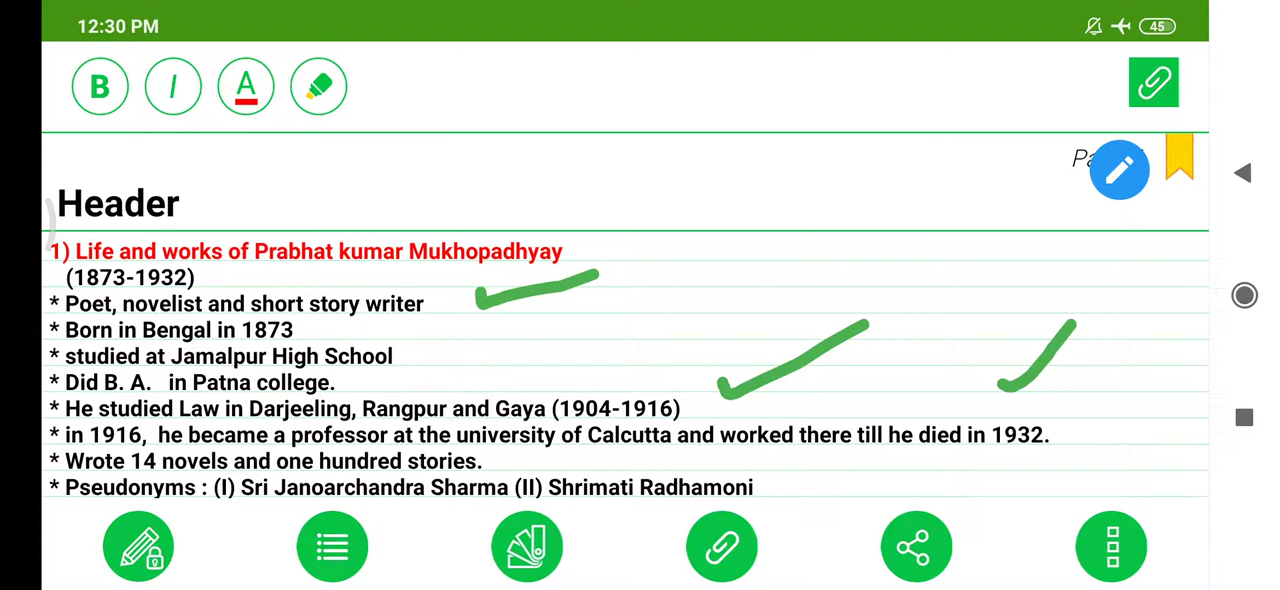 12:30 PM
45
B I A
Header
1) Life and works of Prabhat kumar Mukhopadhyay
(1873-1932)
* Poet, novelist and short story writer
* Born in Bengal in 1873
* studied at Jamalpur High School
* Did B. A. in Patna college.
* He studied Law in Darjeeling, Rangpur and Gaya (1904-1916)
* in 1916, he became a professor at the university of Calcutta and worked there till he died in 1932.
* Wrote 14 novels and one hundred stories.
* Pseudonyms : (I) Sri Janoarchandra Sharma (II) Shrimati Radhamoni